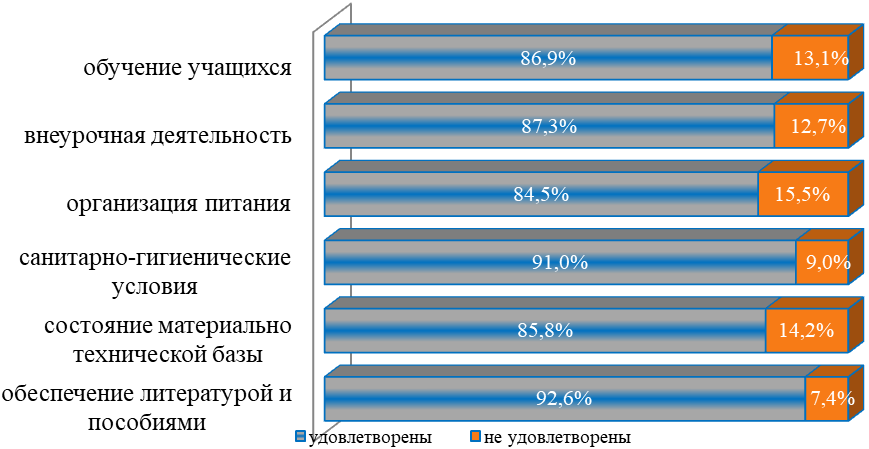 обучение учащихся
86,9%
13,1%
внеурочная деятельность
87,3%
12,7%
организация питания
84,5%
15,5%
санитарно-гигиенические
условия
91,0%
9,0%
состояние материально
технической базы
85,8%
14,2%
обеспечение литературой и
пособиями
92,6%
7,4%
удовлетворены
не удовлетворены